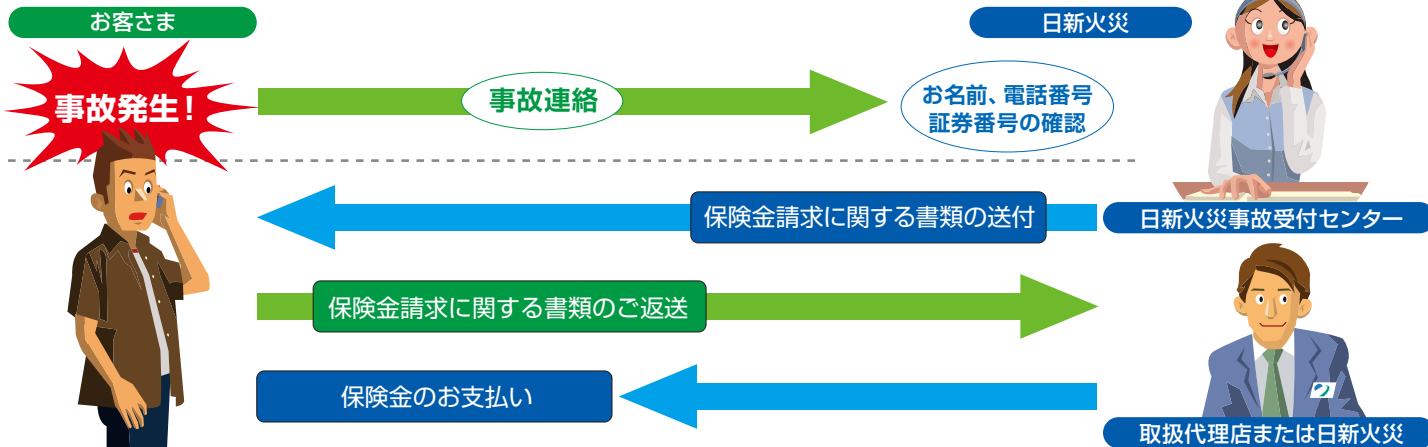 お客さま
日新火災
事故発生！
事故連絡
お名前、電話番号
証券番号の確認
保険金請求に関する書類の送付
日新火災事故受付センター
保険金請求に関する書類のご返送
保険金のお支払い
取扱代理店または日新火災